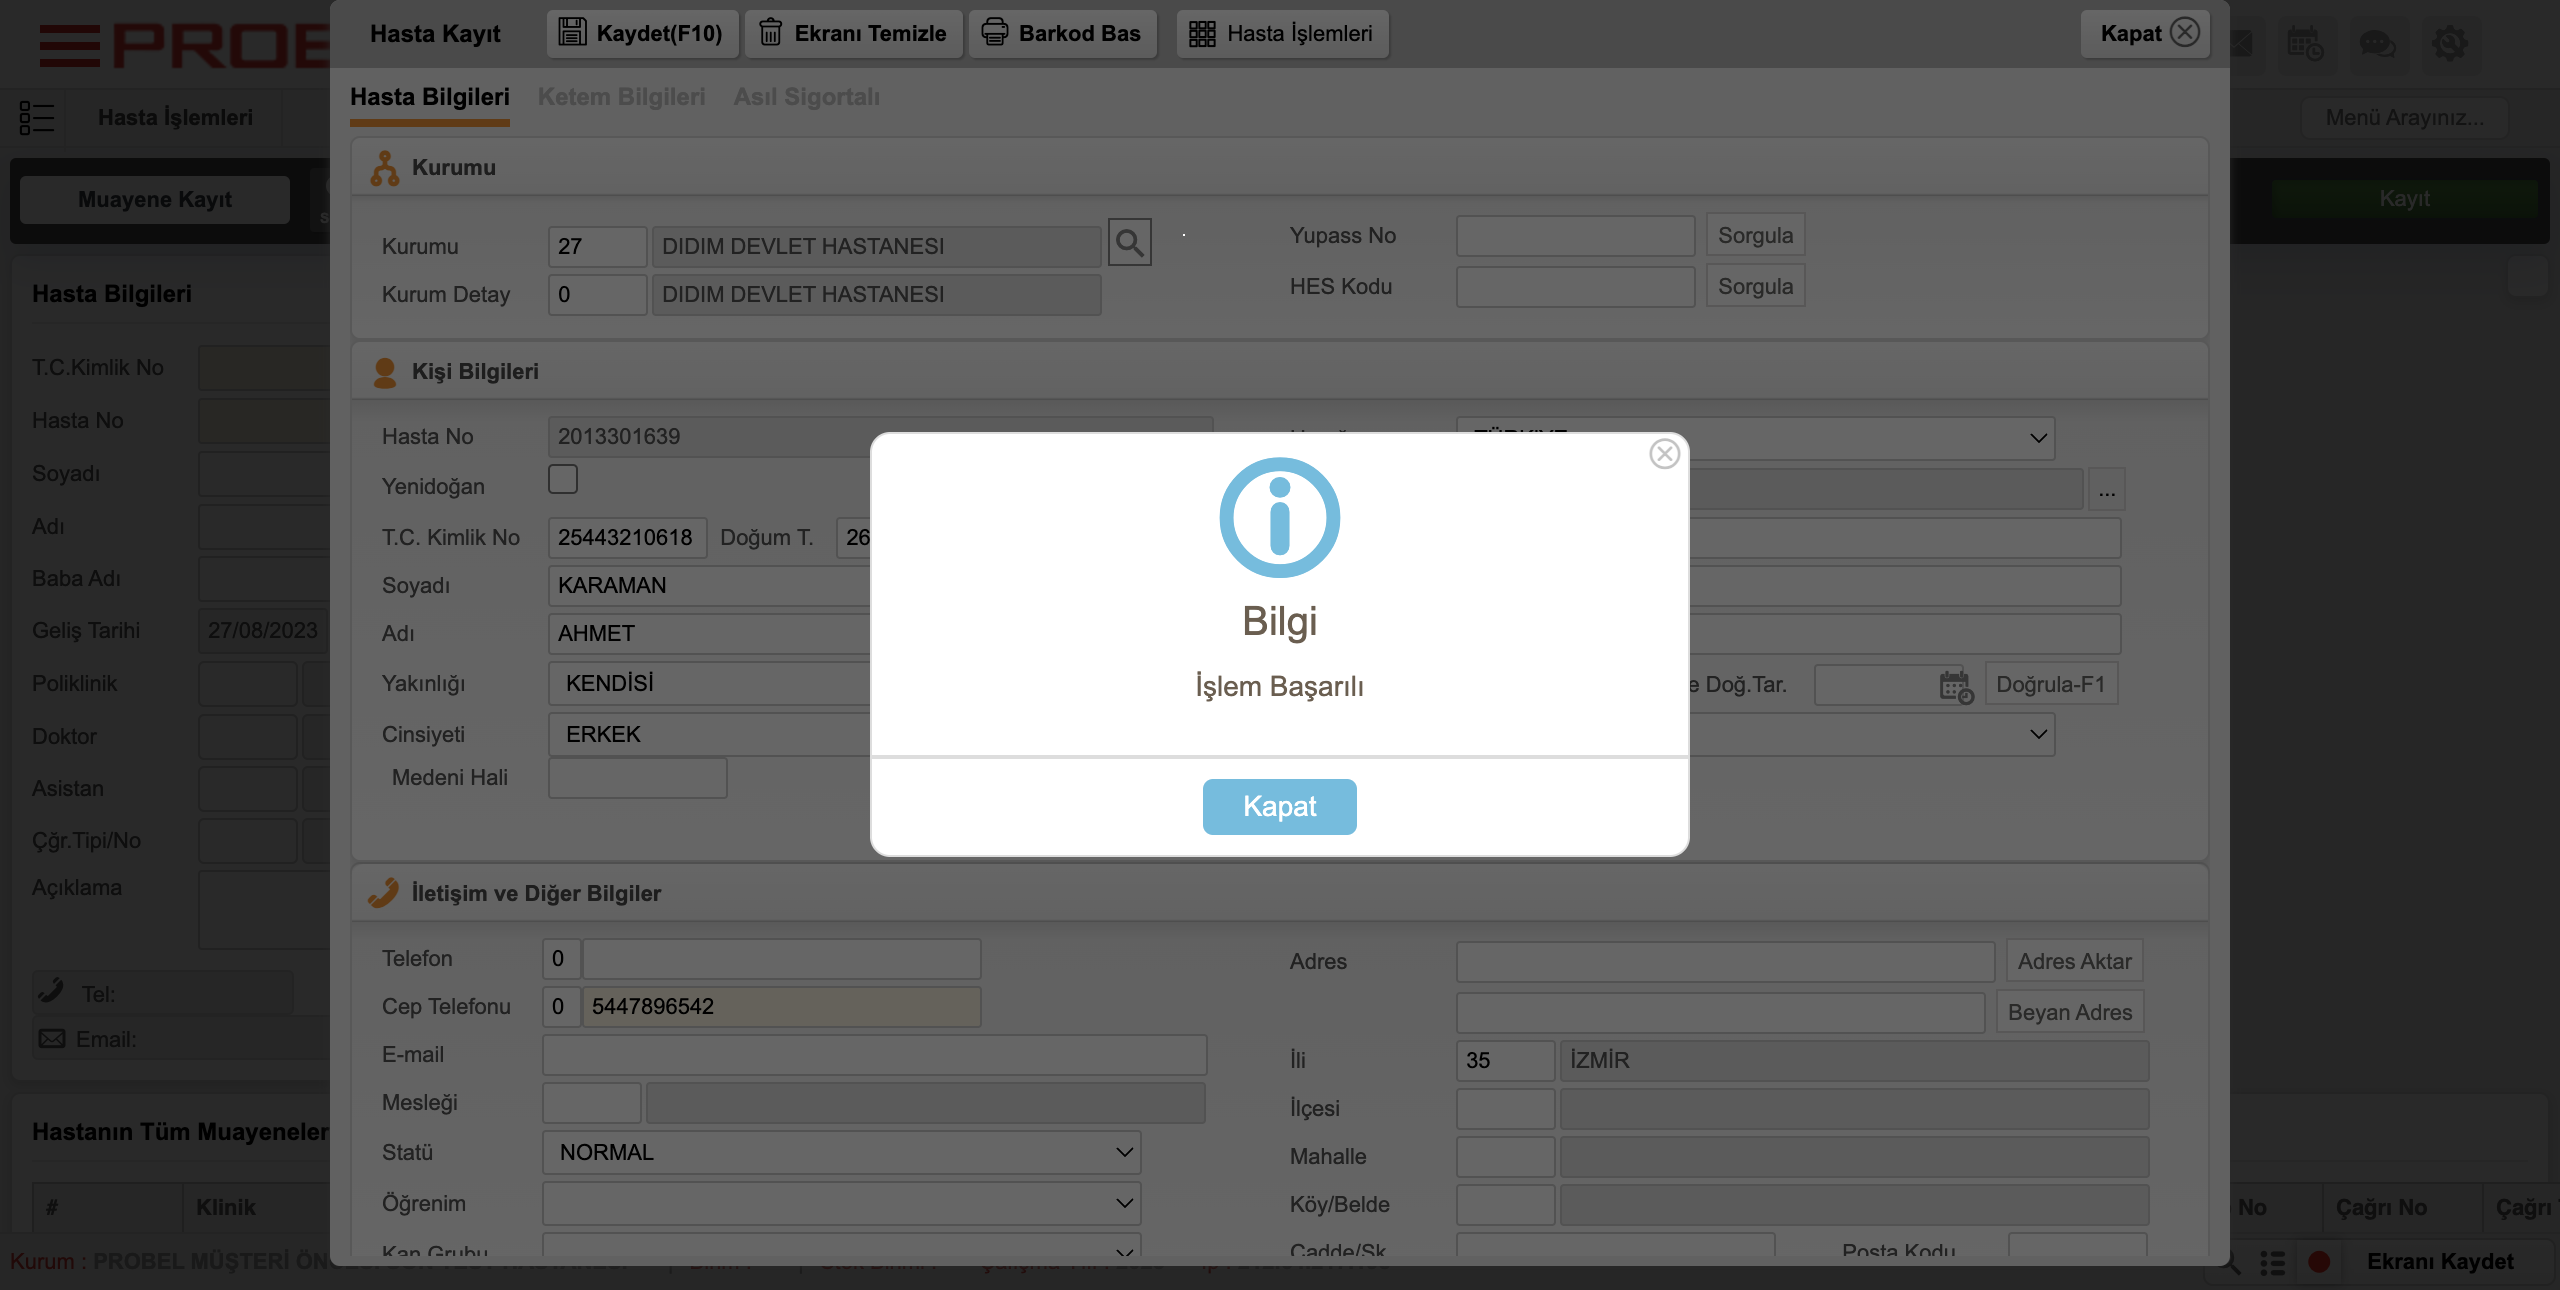 Hasta Kayıt
Kaydet(F10)
Ekranı Temizle
Barkod Bas
Hasta İşlemleri
Kapat
Hasta İşlemleri
Menü Arayınız...
Hasta Bilgileri
Ketem Bilgileri
Asıl Sigortalı
Muayene Kayıt
Kayıt
Kurumu
Kurumu
27
DIDIM DEVLET HASTANESI
Yupass No
Sorgula
Kurum Detay
0
DIDIM DEVLET HASTANESI
HES Kodu
Sorgula
Hasta Bilgileri
T.C.Kimlik No
Hasta No
Soyadı
Adı
Baba Adı
Geliş Tarihi
27/08/2023
Poliklinik
Doktor
Asistan
Çğr.Tipi/No
Açıklama
Tel:
Email:
Kişi Bilgileri
Hasta No
2013301639
Yenidoğan
...
T.C. Kimlik No
25443210618
Doğum T.
26
Soyadı
KARAMAN
Adı
AHMET
Yakınlığı
KENDİSİ
e Doğ.Tar.
Doğrula-F1
Cinsiyeti
ERKEK
Medeni Hali
Bilgi
İşlem Başarılı
Kapat
İletişim ve Diğer Bilgiler
Telefon
0
Adres
Adres Aktar
Cep Telefonu
0
5447896542
Beyan Adres
E-mail
İli
35
İZMİR
Mesleği
İlçesi
Statü
NORMAL
Mahalle
Öğrenim
Köy/Belde
Kan Grubu
Cadde/Sk
Posta Kodu
Hastanın Tüm Muayeneler
#
Klinik
No
Çağrı No
Çağrı
Kurum : PROBEL MÜŞTERİ ÖN
Ekranı Kaydet